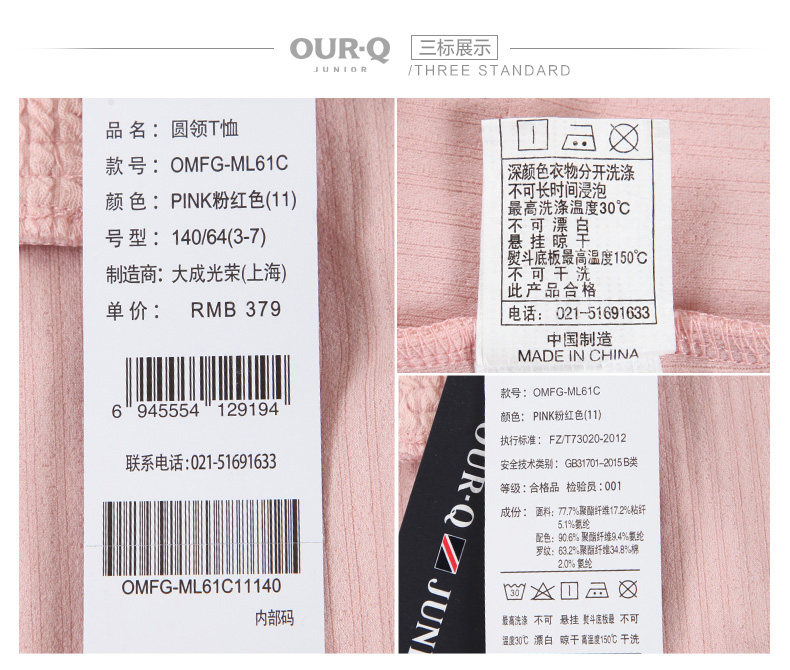 OUR-Q
JUNIOR
三标展示
/THREE STANDARD
品名：圆领T恤
款号：OMFG-ML61C
颜色：PINK粉红色(11)
号型：140/64(3-7)
制造商：大成光荣(上海)
单价： RMB 379
6 945554 129194
联系电话：021-51691633
OMFG-ML61C11140
内部码
深颜色衣物分开洗涤
不可长时间浸泡
最高洗涤温度30℃
不可漂白
悬挂晾干
熨斗底板最高温度150℃
不可干洗
此产品合格
电话：021-51691633
中国制造
MADE IN CHINA
OUR-Q JUNI
款号：OMFG-ML61C
颜色：PINK粉红色(11)
执行标准：FZ/T73020-2012
安全技术类别：GB31701-2015 B类
等级：合格品 检验员：001
成份：面料：77.7%聚酯纤维17.2%粘纤
5.1%氨纶
配色：90.6%聚酯纤维9.4%氨纶
罗纹：63.2%聚酯纤维34.8%棉
2.0%氨纶
30
最高洗涤 不可 悬挂 熨斗底板最 不可
温度30℃ 漂白 晾干 高温度150℃ 干洗